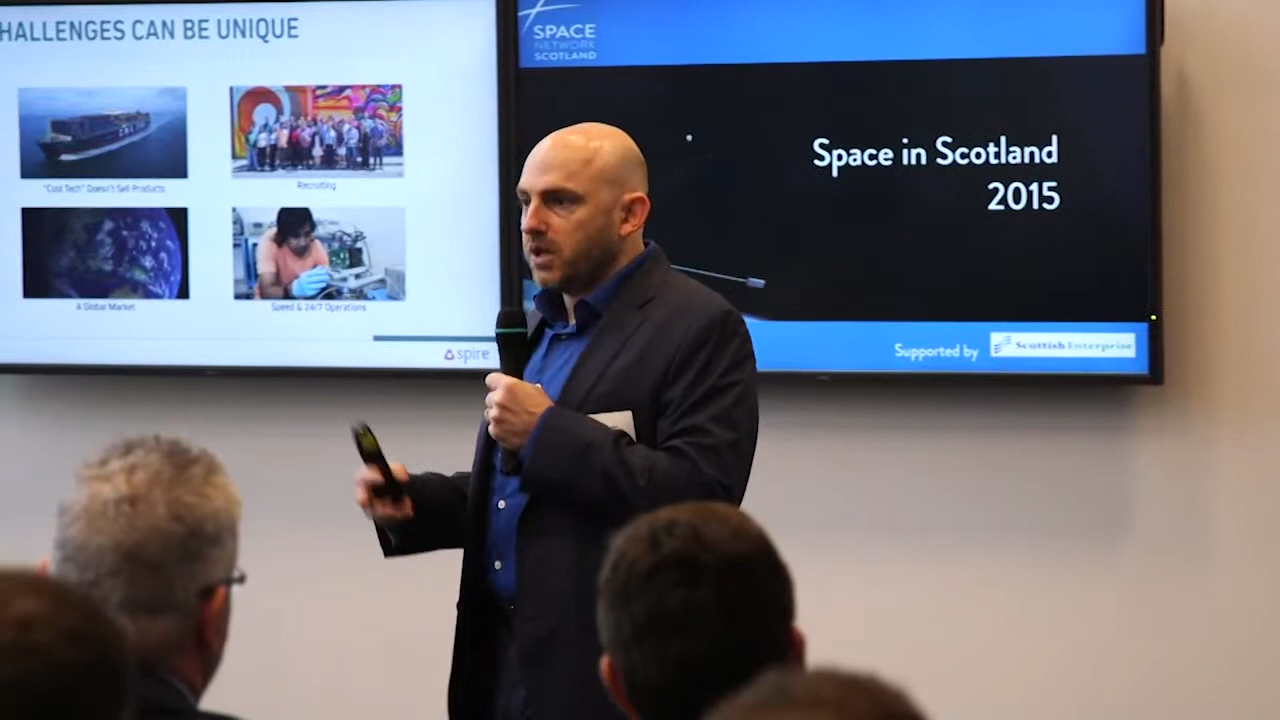 HALLENGES CAN BE UNIQUE
"Cool Tech" Doesn't Sell Products
Recruiting
A Global Market
Speed & 24/7 Operations
spire
SPACE
NETWORK
SCOTLAND
Space in Scotland
2015
Supported by
Scottish Enterprise